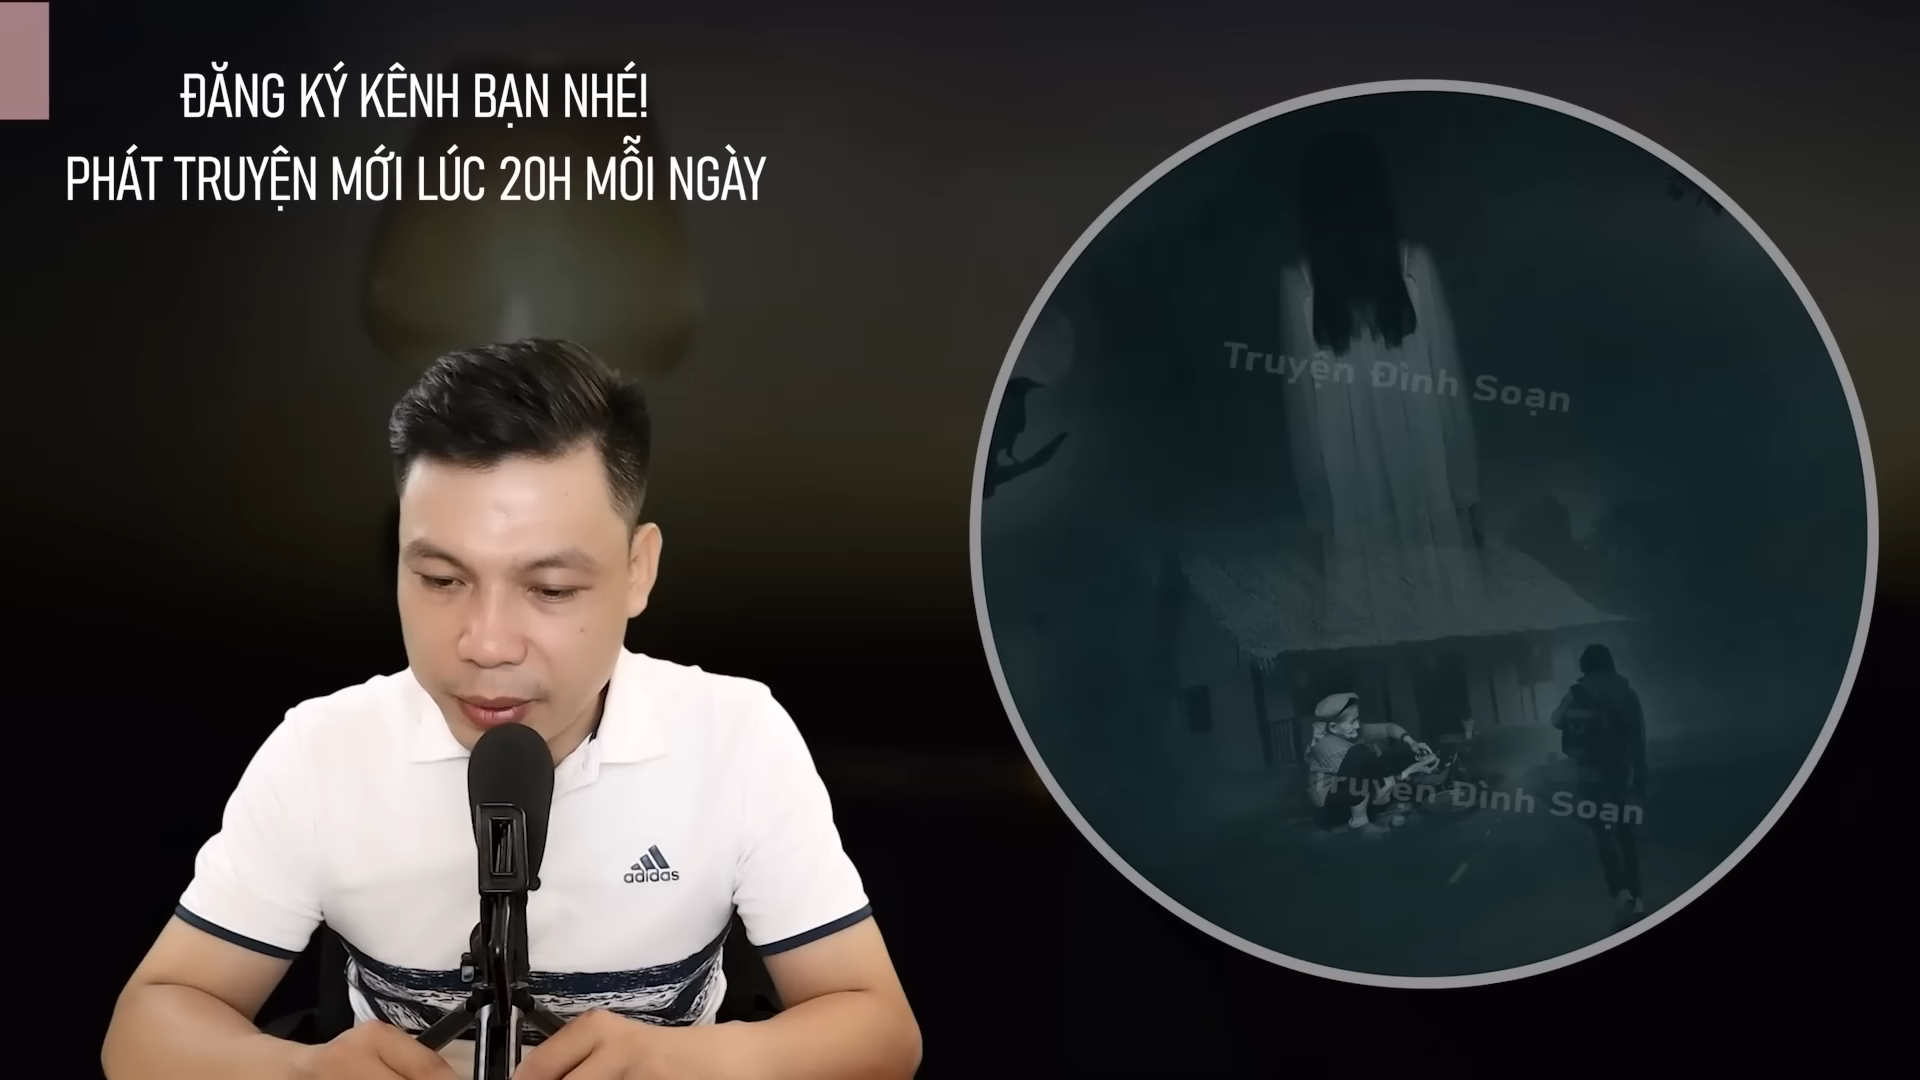 ĐĂNG KÝ KÊNH BẠN NHÉ!
PHÁT TRUYỆN MỚI LÚC 20H MỖI NGÀY
Truyện Đình Soạn
Truyện Đình Soạn
adidas